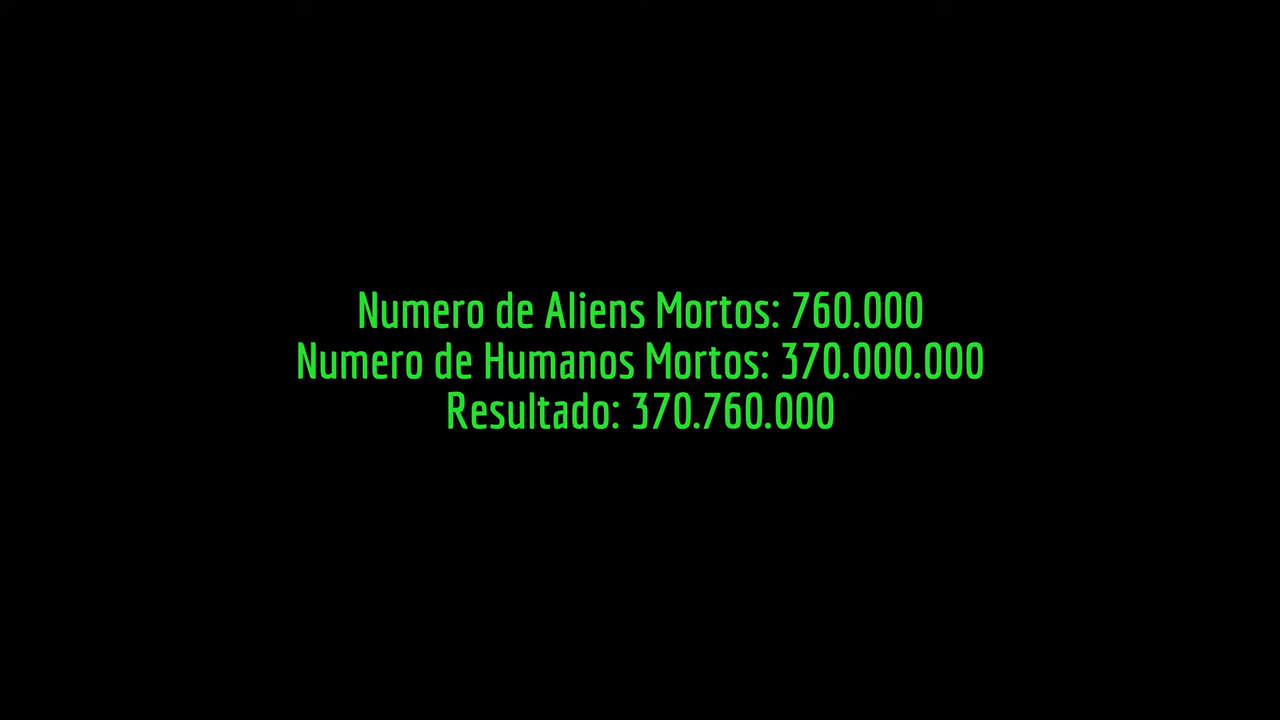 Numero de Aliens Mortos: 760.000
Numero de Humanos Mortos: 370.000.000
Resultado: 370.760.000